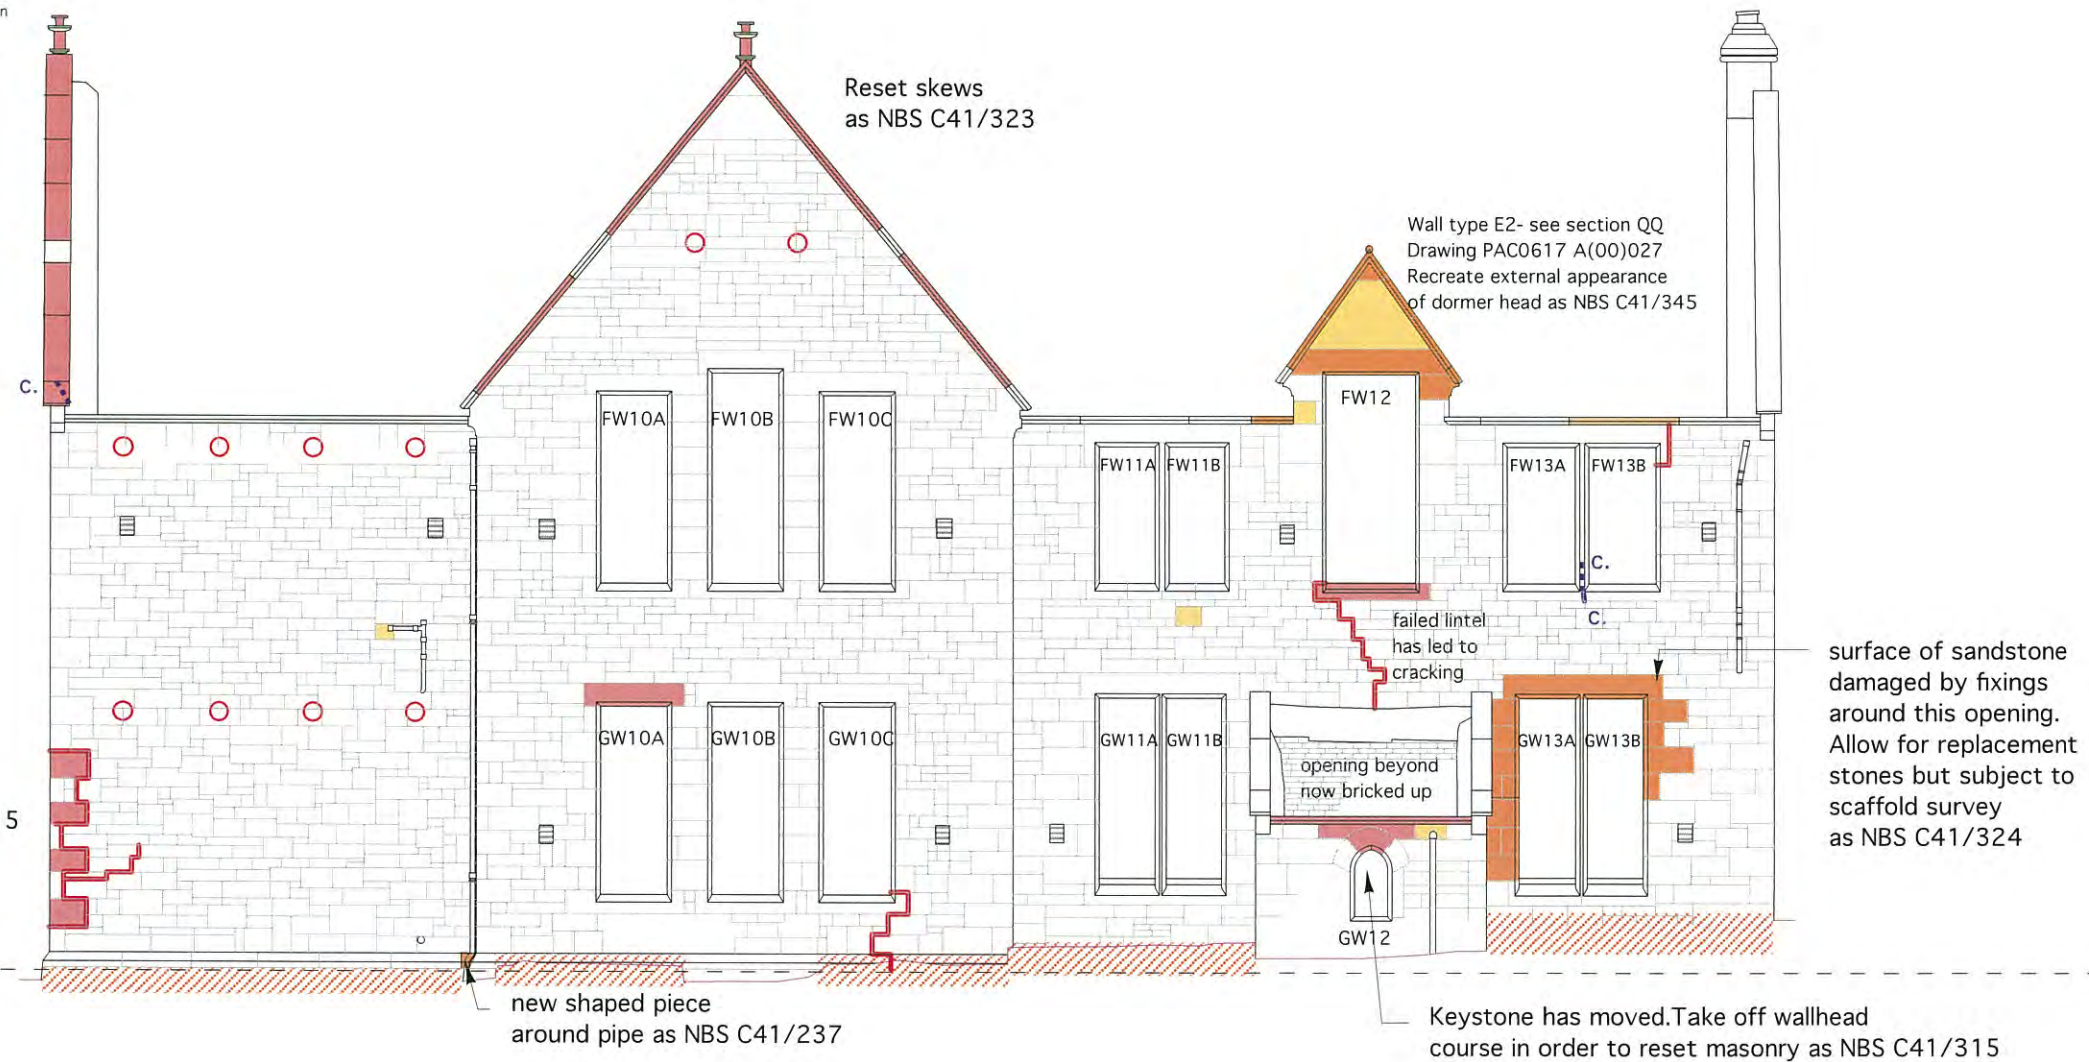 n
Reset skews
as NBS C41/323
Wall type E2- see section QQ
Drawing PAC0617 A(00)027
Recreate external appearance
of dormer head as NBS C41/345
c.
FW10A
FW10B
FW10C
FW12
FW11A
FW11B
FW13A
FW13B
c.
c.
failed lintel
has led to
cracking
surface of sandstone
damaged by fixings
around this opening.
Allow for replacement
stones but subject to
scaffold survey
as NBS C41/324
GW10A
GW10B
GW10C
GW11A
GW11B
GW13A
GW13B
opening beyond
now bricked up
5
GW12
new shaped piece
around pipe as NBS C41/237
Keystone has moved.Take off wallhead
course in order to reset masonry as NBS C41/315